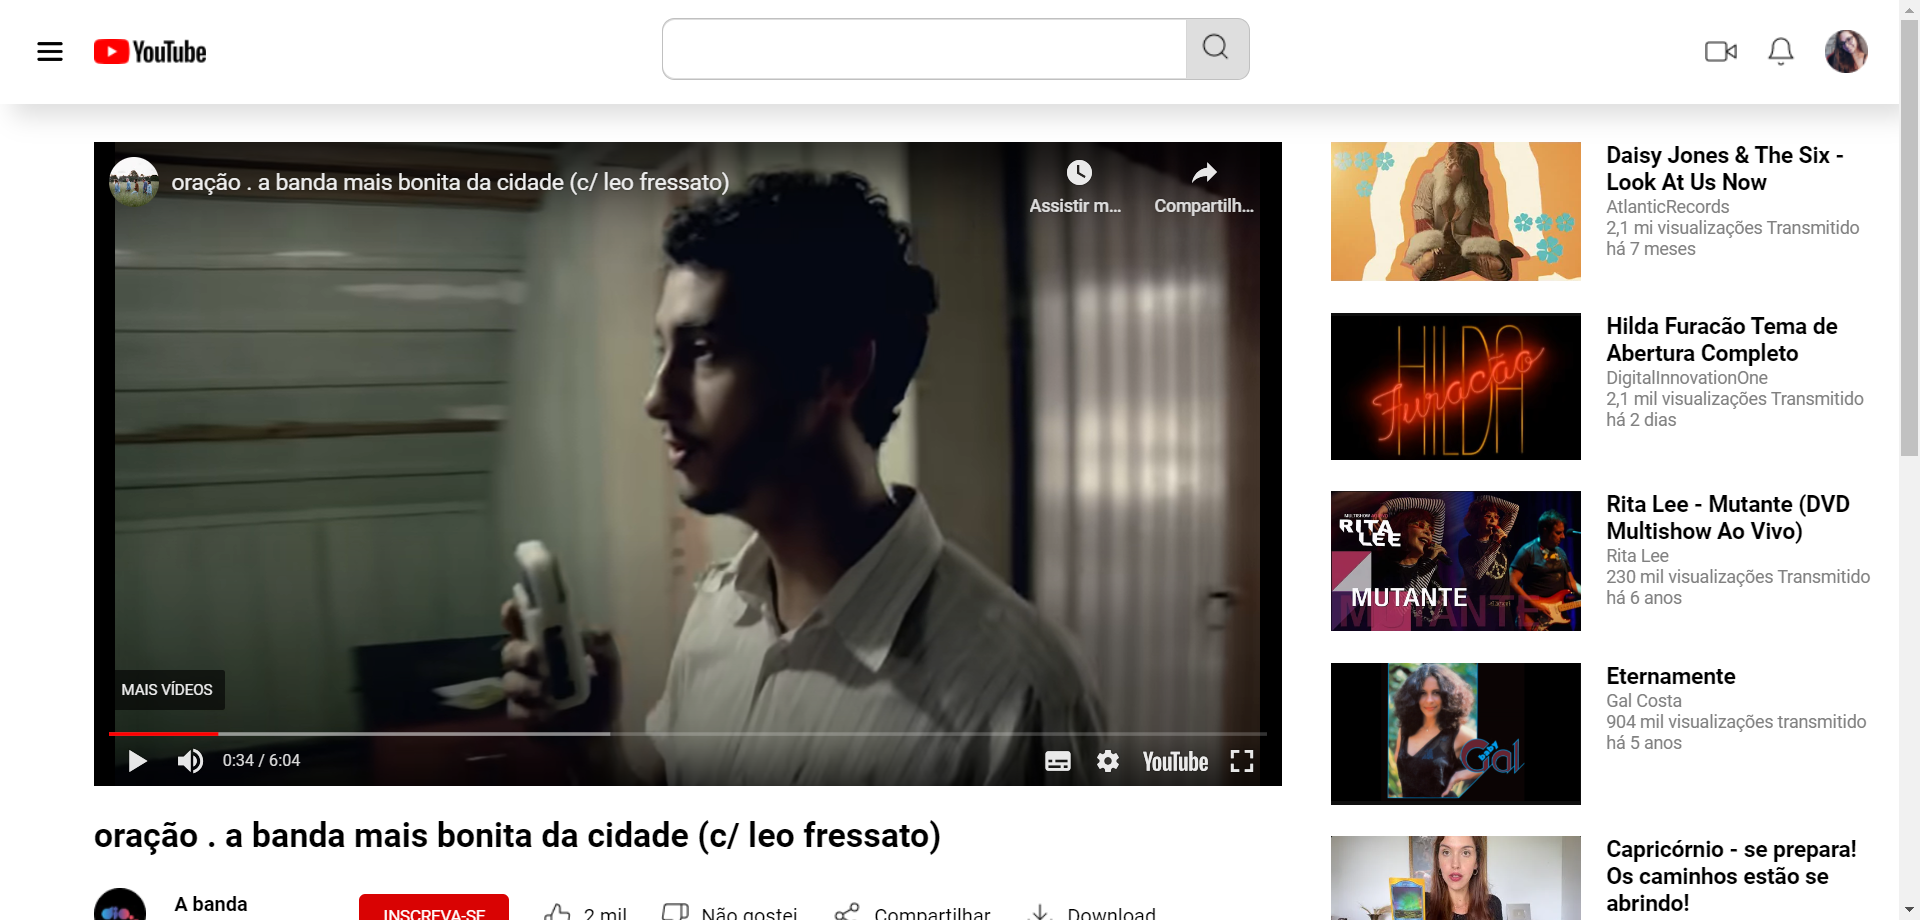 YouTube
oração . a banda mais bonita da cidade (c/ leo fressato)
Assistir m...
Compartilh...
MAIS VÍDEOS
0:34 / 6:04
YouTube
oração . a banda mais bonita da cidade (c/ leo fressato)
A banda
INSCREVA-SE
2 mil
Não gostei
Compartilhar
Download
Daisy Jones & The Six -
Look At Us Now
AtlanticRecords
2,1 mi visualizações Transmitido
há 7 meses
HILDA
Furacão
Hilda Furacão Tema de
Abertura Completo
DigitalInnovationOne
2,1 mil visualizações Transmitido
há 2 dias
RITA
LEE
MUTANTE
MUTANTE
Rita Lee - Mutante (DVD
Multishow Ao Vivo)
Rita Lee
230 mil visualizações Transmitido
há 6 anos
Baby
Gal
Eternamente
Gal Costa
904 mil visualizações transmitido
há 5 anos
Capricórnio - se prepara!
Os caminhos estão se
abrindo!